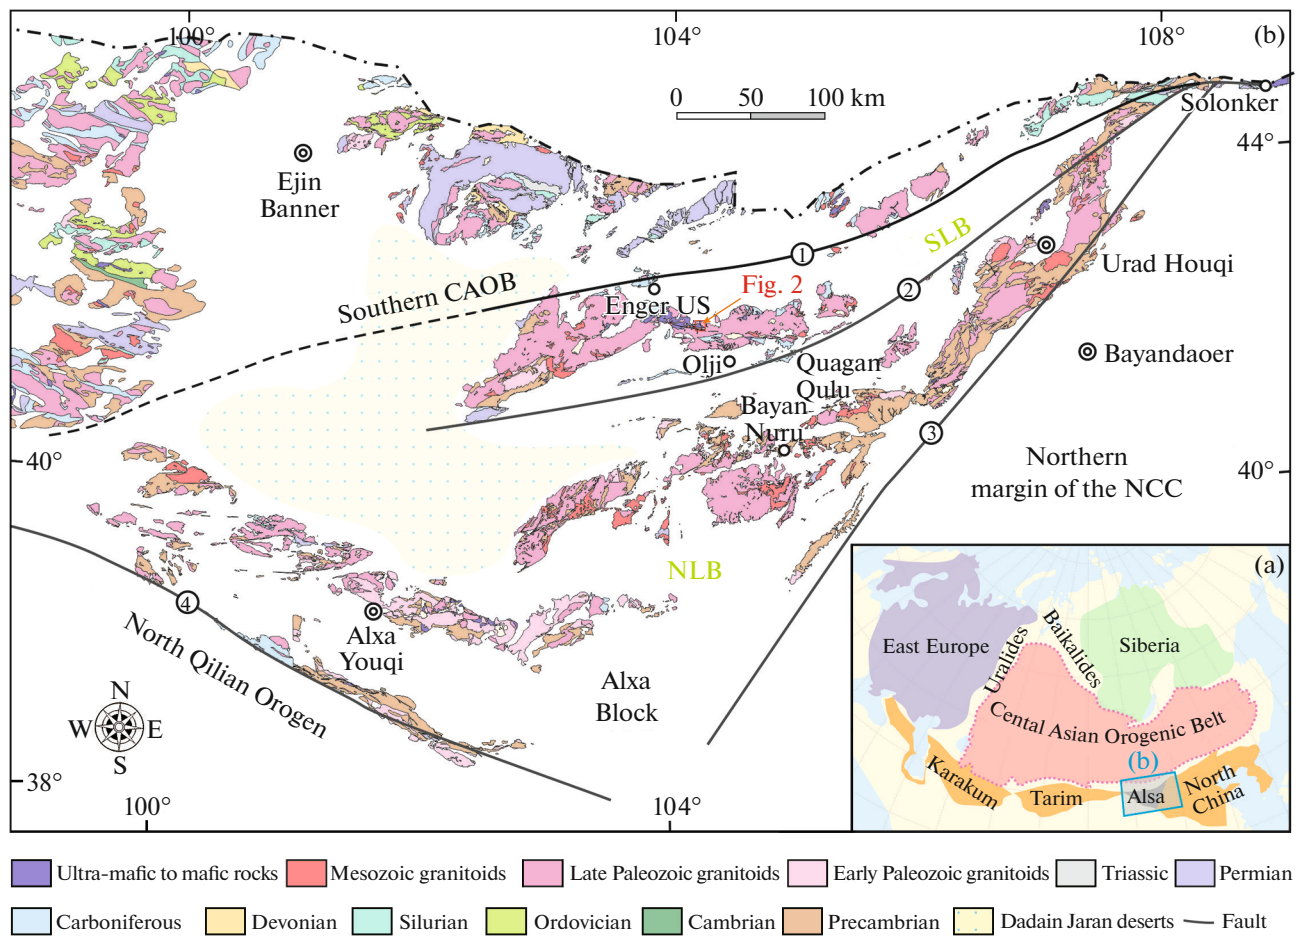 100°
104°
108°
(b)
0 50 100 km
Solonker
44°
Ejin
Banner
SLB
1
Urad Houqi
2
Southern CAOB
Fig. 2
Enger US
Olji
Quagan
Qulu
Bayandaoer
Bayan
Nuru
3
40°
Northern
margin of the NCC
40°
NLB
4
Alxa
Youqi
North Qilian Orogen
Alxa
Block
N
W E
S
38°
100°
104°
(a)
East Europe
Uralides
Baikalides
Siberia
Cental Asian Orogenic Belt
(b)
Karakum
Tarim
Alsa
North
China
Ultra-mafic to mafic rocks Mesozoic granitoids Late Paleozoic granitoids Early Paleozoic granitoids Triassic Permian
Carboniferous Devonian Silurian Ordovician Cambrian Precambrian Dadain Jaran deserts Fault